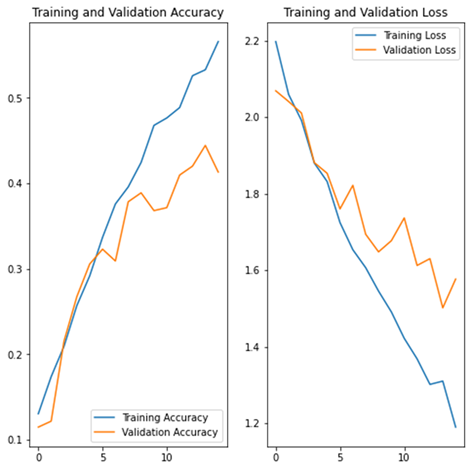 Training and Validation Accuracy
0.5
0.4
0.3
0.2
0.1
0
5
10
Training Accuracy
Validation Accuracy
Training and Validation Loss
2.2
2.0
1.8
1.6
1.4
1.2
0
5
10
Training Loss
Validation Loss